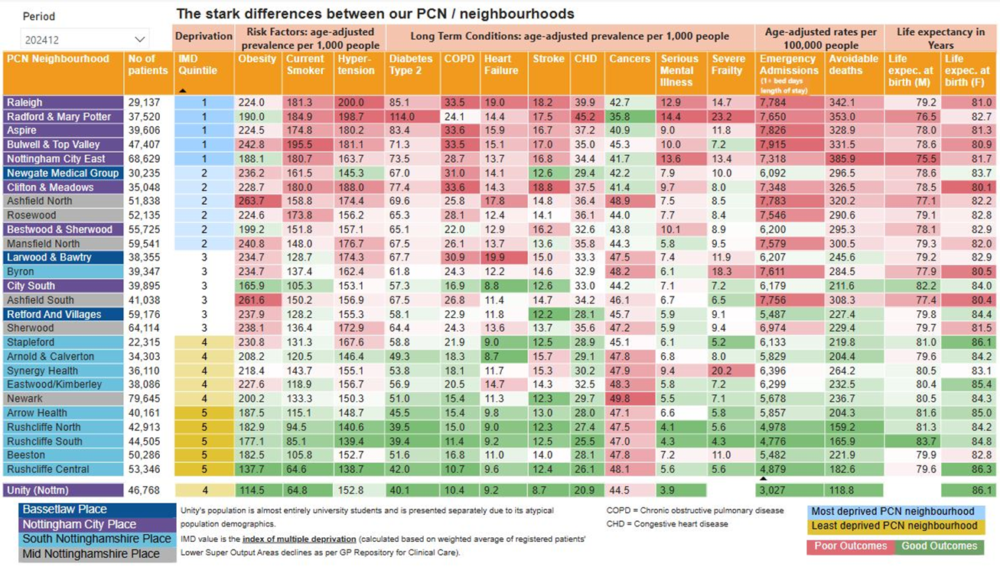 The stark differences between our PCN / neighbourhoods
Period
202412
Deprivation
Risk Factors: age-adjusted prevalence per 1,000 people
Long Term Conditions: age-adjusted prevalence per 1,000 people
Age-adjusted rates per 100,000 people
Life expectancy in Years
PCN Neighbourhood No of patients IMD Quintile Obesity Current Smoker Hyper-tension Diabetes Type 2 COPD Heart Failure Stroke CHD Cancers Serious Mental Illness Severe Frailty Emergency Admissions (1+ bed days length of stay) Avoidable deaths Life expec. at birth (M) Life expec. at birth (F)
Raleigh 29,137 1 224.0 181.3 200.0 85.1 33.5 19.0 18.2 39.9 42.7 12.9 14.7 7,784 342.1 79.2 81.0
Radford & Mary Potter 37,520 1 190.0 184.9 198.7 114.0 24.1 14.4 17.5 45.2 35.8 14.4 23.2 7,650 353.0 76.5 82.7
Aspire 39,606 1 224.5 174.8 180.2 83.4 33.6 15.9 16.7 37.2 40.9 9.0 11.8 7,826 328.9 78.0 81.3
Bulwell & Top Valley 47,407 1 242.8 195.5 181.1 71.3 33.5 15.1 17.0 35.0 45.3 10.0 7.2 7,915 331.5 78.6 80.9
Nottingham City East 68,629 1 188.1 180.7 163.7 73.5 28.7 13.7 16.8 34.4 41.7 13.6 13.4 7,318 385.9 75.5 81.7
Newgate Medical Group 30,235 2 236.2 161.5 145.3 67.0 31.0 14.1 12.6 29.4 42.2 7.9 10.0 6,092 296.5 78.6 83.7
Clifton & Meadows 35,048 2 228.7 180.0 188.0 77.4 33.6 14.3 18.8 37.5 41.4 9.7 8.0 7,348 326.5 78.5 80.1
Ashfield North 51,838 2 263.7 158.8 174.4 69.6 25.8 17.8 14.8 36.4 48.9 7.5 8.5 7,783 320.2 77.1 82.2
Rosewood 52,135 2 224.6 173.8 156.2 65.3 28.1 12.4 14.1 36.1 44.0 7.7 8.4 7,546 290.6 79.1 82.8
Bestwood & Sherwood 55,725 2 199.2 151.8 157.1 65.1 22.0 12.9 16.2 32.6 43.8 10.1 8.9 6,200 295.3 78.1 82.9
Mansfield North 59,541 2 240.8 148.0 176.7 67.5 26.1 13.7 13.6 35.8 44.3 5.8 9.5 7,579 300.5 79.3 82.0
Larwood & Bawtry 38,355 3 234.7 128.7 174.3 67.7 30.9 19.9 15.0 33.3 47.5 7.4 11.9 6,207 245.6 79.2 82.9
Byron 39,347 3 234.7 137.4 162.4 61.8 24.3 12.2 14.6 32.9 48.2 6.1 18.3 7,611 284.5 77.9 80.5
City South 39,895 3 165.9 105.3 153.1 57.3 16.9 8.8 12.6 33.0 44.2 7.1 7.2 6,179 211.6 82.2 84.0
Ashfield South 41,038 3 261.6 150.2 156.9 67.5 26.8 11.4 14.7 34.2 46.1 6.7 6.5 7,756 308.3 77.4 80.4
Retford And Villages 59,176 3 237.9 128.2 155.3 58.1 22.9 11.8 12.2 28.1 45.7 5.9 9.1 5,487 227.4 79.8 84.4
Sherwood 64,114 3 238.1 136.4 172.9 64.4 24.3 13.6 13.7 35.6 47.2 5.9 9.4 6,974 229.4 79.7 81.5
Stapleford 22,315 4 230.8 131.3 167.6 58.8 21.9 9.0 12.5 28.9 45.1 6.1 5.2 6,133 219.8 81.0 86.1
Arnold & Calverton 34,303 4 208.2 120.5 146.4 49.3 18.3 8.7 15.7 29.1 47.8 6.8 8.0 5,829 204.4 79.6 84.2
Synergy Health 36,110 4 218.4 143.7 155.1 53.8 18.1 11.7 15.3 30.2 47.9 9.4 20.2 6,396 264.2 80.5 83.1
Eastwood/Kimberley 38,086 4 227.6 118.9 156.7 56.9 20.5 14.7 14.3 32.5 48.3 5.8 7.2 6,299 232.5 80.4 85.4
Newark 79,645 4 200.2 133.3 150.3 51.0 15.4 11.3 12.3 29.7 49.8 5.5 7.1 5,678 236.7 80.5 84.3
Arrow Health 40,161 5 187.5 115.1 148.7 45.5 15.4 9.8 13.0 28.0 47.1 6.6 5.8 5,857 204.3 81.6 85.0
Rushcliffe North 42,913 5 182.9 94.5 140.6 39.5 15.0 9.0 12.3 27.4 47.5 4.1 5.6 4,978 159.2 81.3 84.2
Rushcliffe South 44,505 5 177.1 85.1 139.4 39.4 11.4 9.2 12.5 25.5 47.0 4.3 4.3 4,776 165.9 83.7 84.8
Beeston 50,286 5 182.5 105.8 152.7 51.6 16.8 11.0 14.0 28.1 47.8 7.2 11.0 5,482 221.9 79.9 82.8
Rushcliffe Central 53,346 5 137.7 64.6 138.7 42.0 10.7 9.6 12.4 26.1 48.1 5.6 5.6 4,879 182.6 79.6 86.3
Unity (Nottm) 46,768 4 114.5 64.8 152.8 40.1 10.4 9.2 8.7 20.9 44.5 3.9 3,027 118.8 86.1
Bassetlaw Place
Nottingham City Place
South Nottinghamshire Place
Mid Nottinghamshire Place
Unity's population is almost entirely university students and is presented separately due to its atypical
population demographics.
IMD value is the index of multiple deprivation (calculated based on weighted average of registered patients'
Lower Super Output Areas declines as per GP Repository for Clinical Care).
COPD = Chronic obstructive pulmonary disease
CHD = Congestive heart disease
Most deprived PCN neighbourhood
Least deprived PCN neighbourhood
Poor Outcomes Good Outcomes